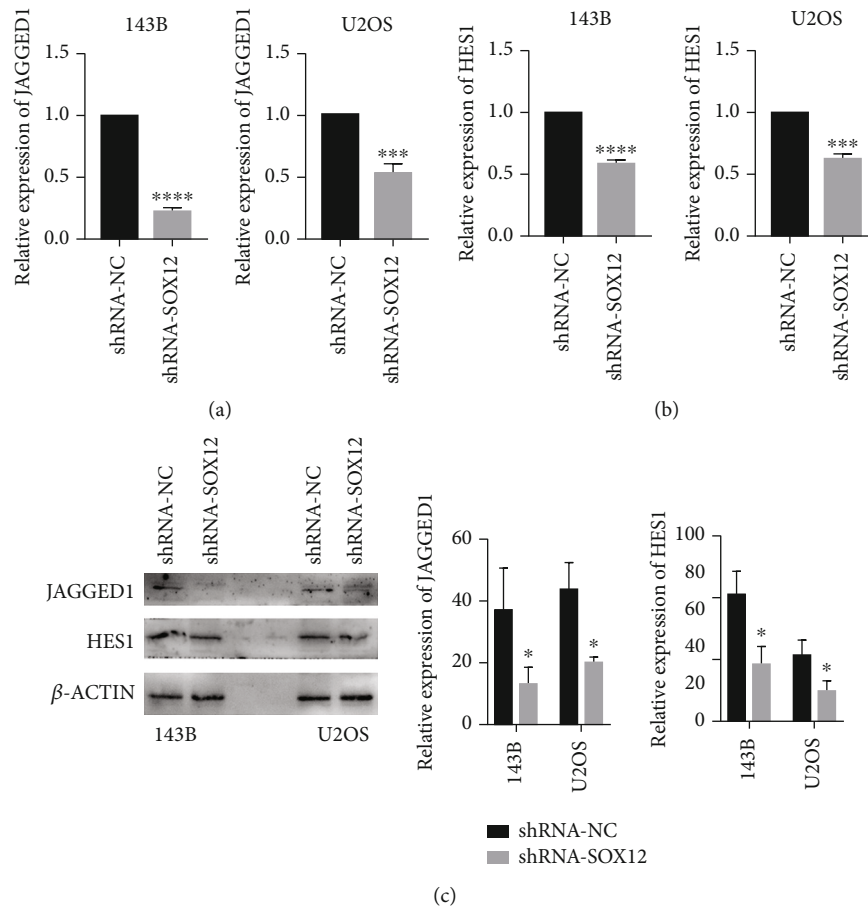 143B
U2OS
143B
U2OS
Relative expression of JAGGED1
1.5
1.0
0.5
0.0
****
shRNA-NC
shRNA-SOX12
Relative expression of JAGGED1
1.5
1.0
0.5
0.0
***
shRNA-NC
shRNA-SOX12
(a)
Relative expression of HES1
1.5
1.0
0.5
0.0
****
shRNA-NC
shRNA-SOX12
Relative expression of HES1
1.5
1.0
0.5
0.0
***
shRNA-NC
shRNA-SOX12
(b)
shRNA-NC
shRNA-SOX12
shRNA-NC
shRNA-SOX12
JAGGED1
HES1
β-ACTIN
143B
U2OS
Relative expression of JAGGED1
60
40
20
0
*
*
143B
U2OS
Relative expression of HES1
100
80
60
40
20
0
*
*
143B
U2OS
shRNA-NC
shRNA-SOX12
(c)